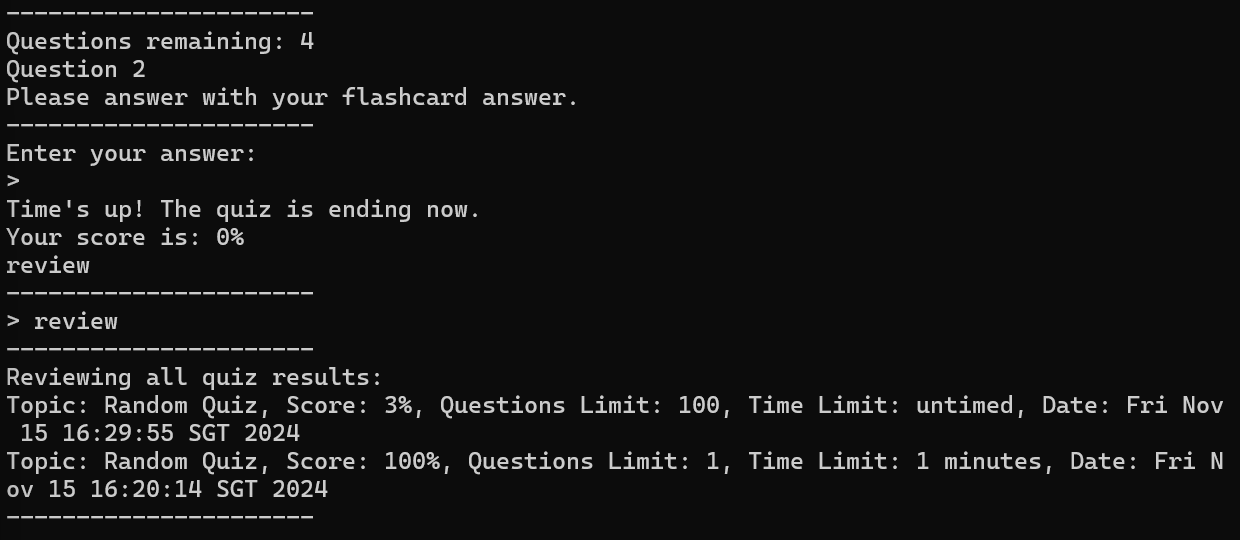 ----------------------
Questions remaining: 4
Question 2
Please answer with your flashcard answer.
----------------------
Enter your answer:
>
Time's up! The quiz is ending now.
Your score is: 0%
review
----------------------
> review
----------------------
Reviewing all quiz results:
Topic: Random Quiz, Score: 3%, Questions Limit: 100, Time Limit: untimed, Date: Fri Nov
 15 16:29:55 SGT 2024
Topic: Random Quiz, Score: 100%, Questions Limit: 1, Time Limit: 1 minutes, Date: Fri N
ov 15 16:20:14 SGT 2024
----------------------